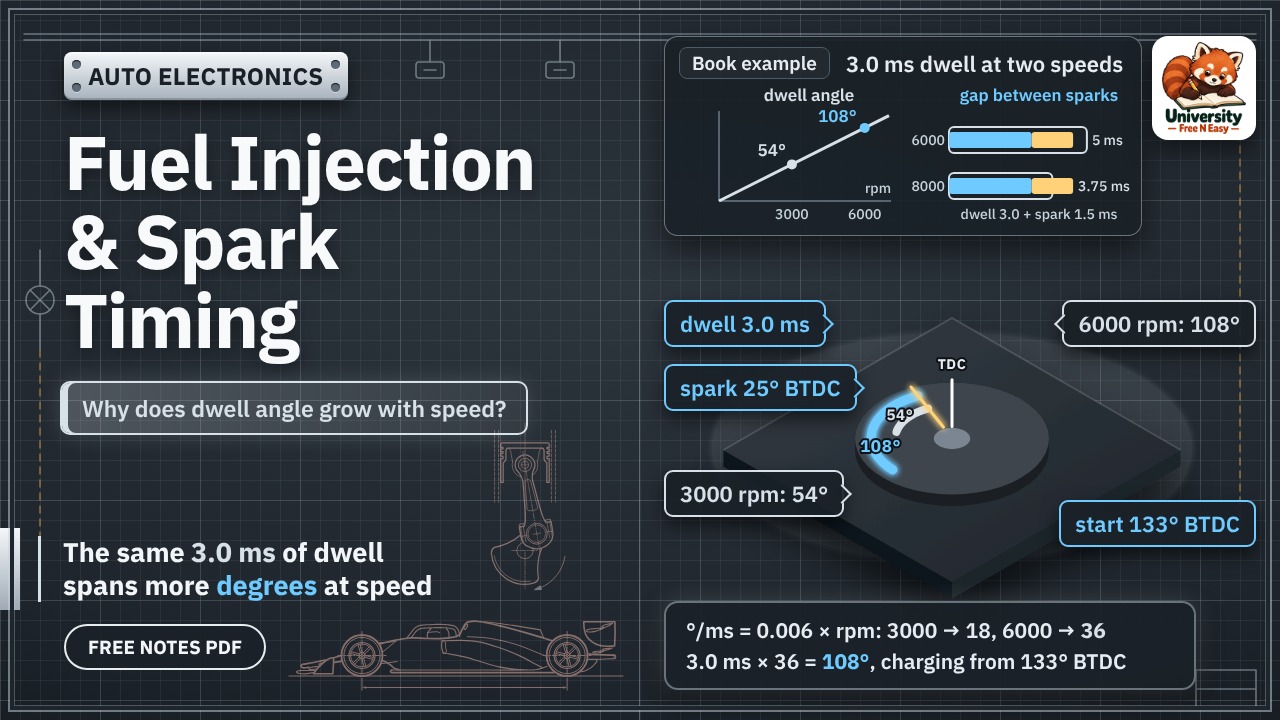 AUTO ELECTRONICS
Fuel Injection
& Spark
Timing
Why does dwell angle grow with speed?
The same 3.0 ms of dwell
spans more degrees at speed
FREE NOTES PDF
Book example
3.0 ms dwell at two speeds
dwell angle
108°
54°
rpm
3000 6000
gap between sparks
6000 5 ms
8000 3.75 ms
dwell 3.0 + spark 1.5 ms
University
Free N Easy
dwell 3.0 ms
6000 rpm: 108°
spark 25° BTDC
TDC
54°
108°
3000 rpm: 54°
start 133° BTDC
°/ms = 0.006 × rpm: 3000 → 18, 6000 → 36
3.0 ms × 36 = 108°, charging from 133° BTDC